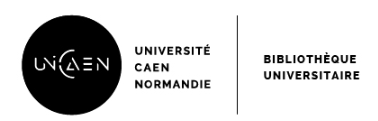 UNICAEN
UNIVERSITÉ
CAEN
NORMANDIE
BIBLIOTHÈQUE
UNIVERSITAIRE